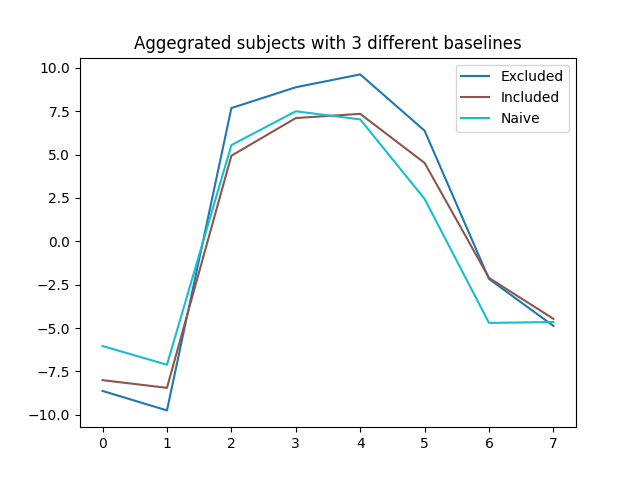 Aggegrated subjects with 3 different baselines
Excluded
Included
Naive
10.0
7.5
5.0
2.5
0.0
−2.5
−5.0
−7.5
−10.0
0 1 2 3 4 5 6 7